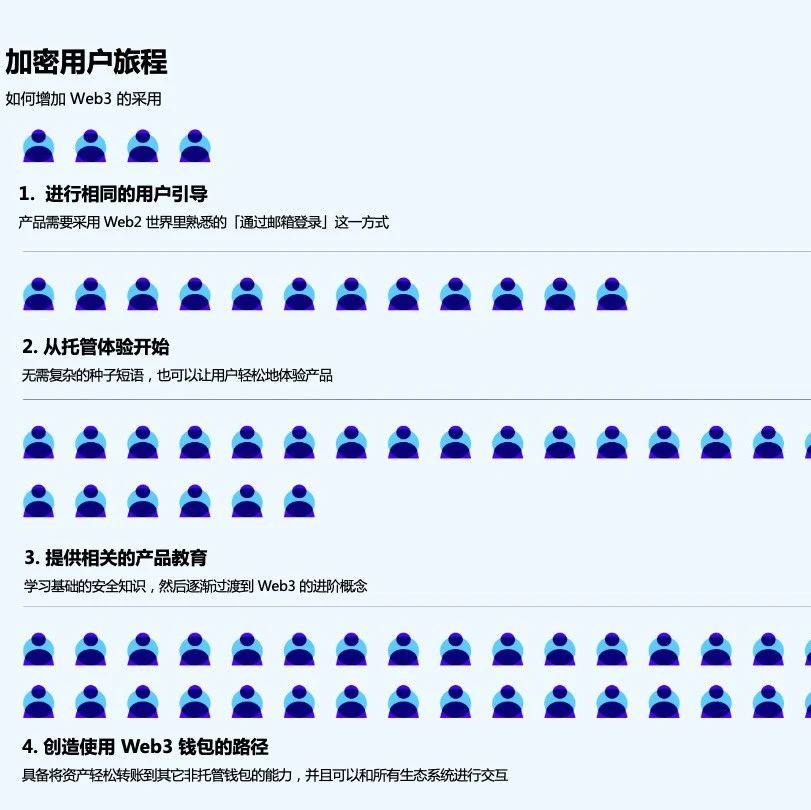 加密用户旅程
如何增加 Web3 的采用
1. 进行相同的用户引导
产品需要采用 Web2 世界里熟悉的「通过邮箱登录」这一方式
2. 从托管体验开始
无需复杂的种子短语，也可以让用户轻松地体验产品
3. 提供相关的产品教育
学习基础的安全知识，然后逐渐过渡到 Web3 的进阶概念
4. 创造使用 Web3 钱包的路径
具备将资产轻松转账到其它非托管钱包的能力，并且可以和所有生态系统进行交互